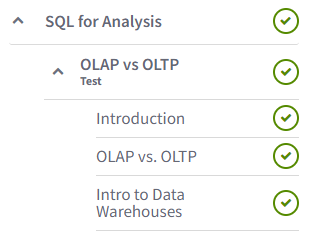 SQL for Analysis
OLAP vs OLTP
Test
Introduction
OLAP vs. OLTP
Intro to Data
Warehouses